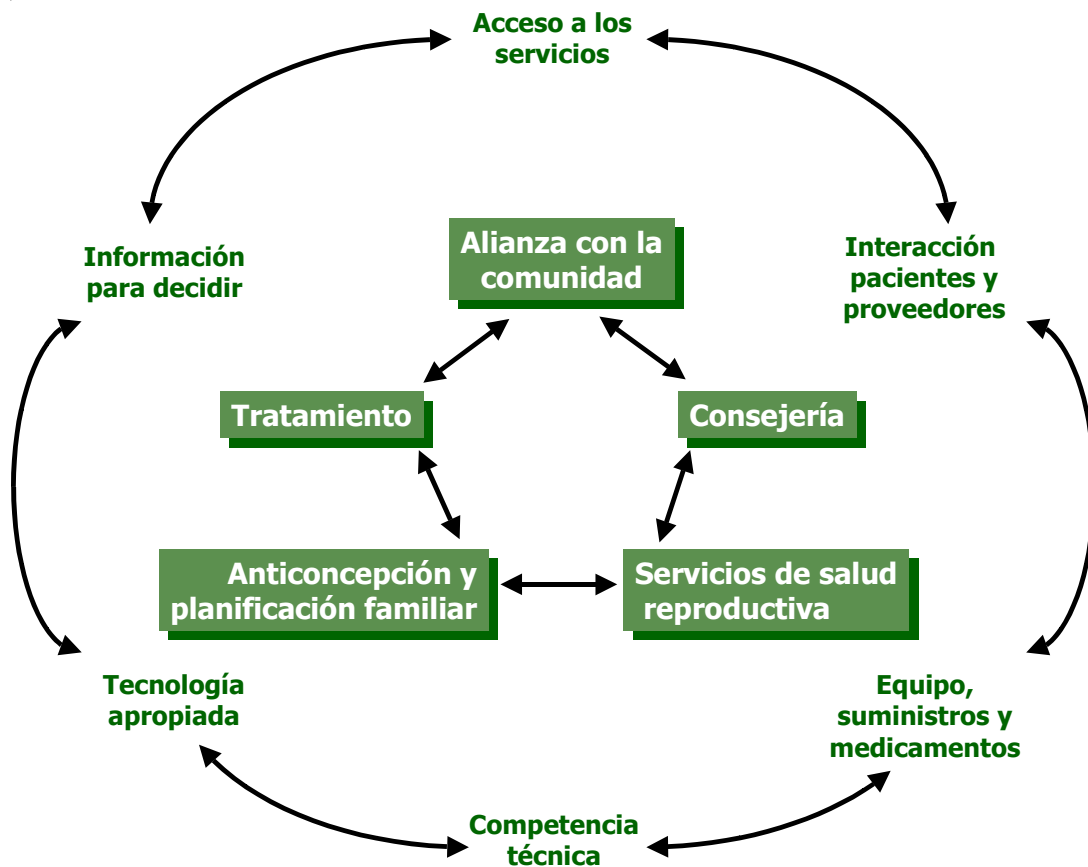 Acceso a los
servicios
Información
para decidir
Interacción
pacientes y
proveedores
Alianza con la
comunidad
Tratamiento
Consejería
Anticoncepción y
planificación familiar
Servicios de salud
reproductiva
Tecnología
apropiada
Equipo,
suministros y
medicamentos
Competencia
técnica